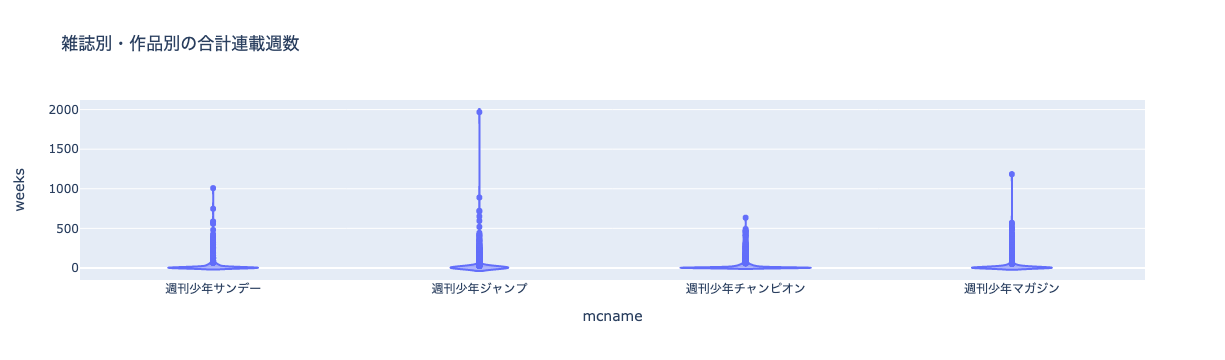 雑誌別・作品別の合計連載週数
2000
1500
1000
500
0
weeks
週刊少年サンデー
週刊少年ジャンプ
週刊少年チャンピオン
週刊少年マガジン
mcname